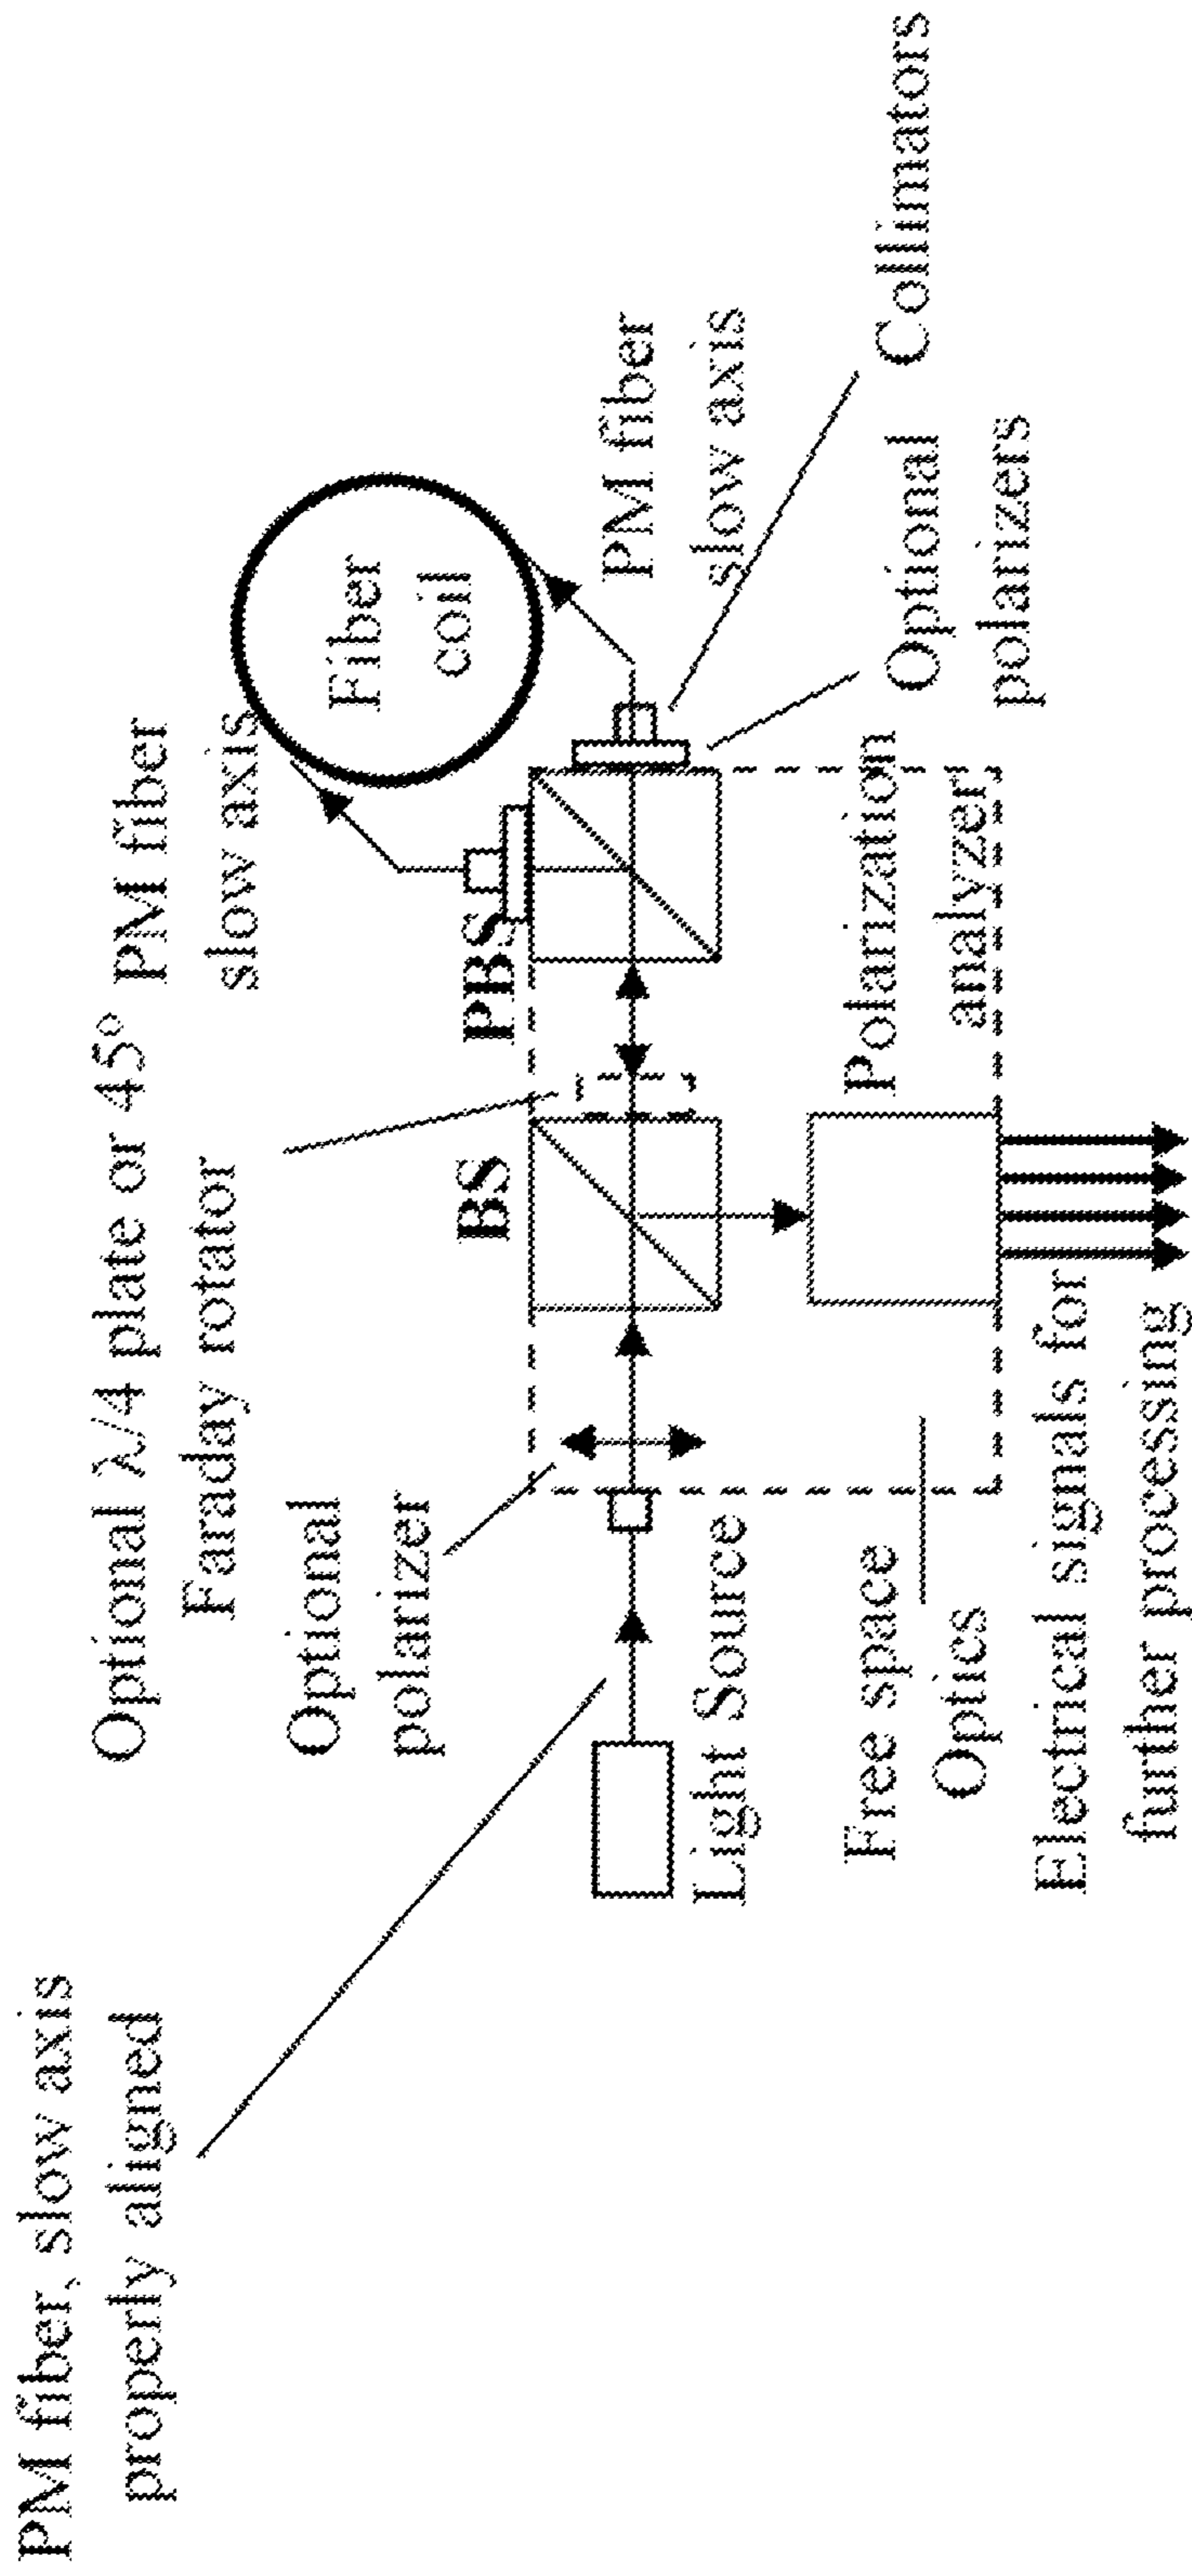 PM fiber, slow axis
properly aligned
Optional λ/4 plate or 45°
Faraday rotator
PM fiber
slow axis
Optional
polarizer
Fiber
coil
BS
PBS
PM fiber
slow axis
Light Source
Free space
Optics
Polarization
analyzer
Optional
polarizers
Collimators
Electrical signals for
further processing